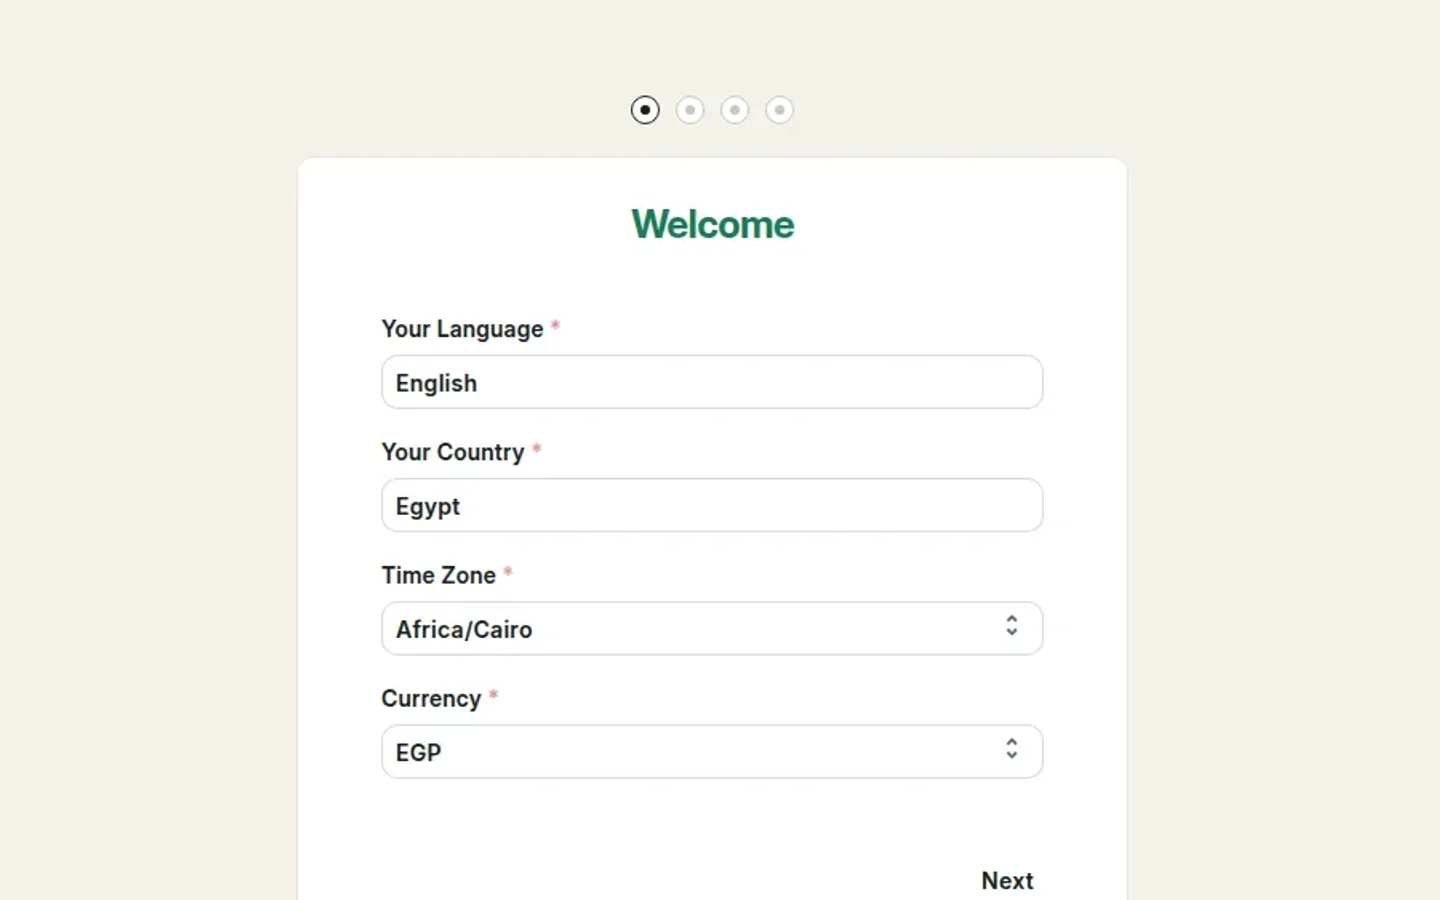 Welcome
Your Language *
English
Your Country *
Egypt
Time Zone *
Africa/Cairo
Currency *
EGP
Next